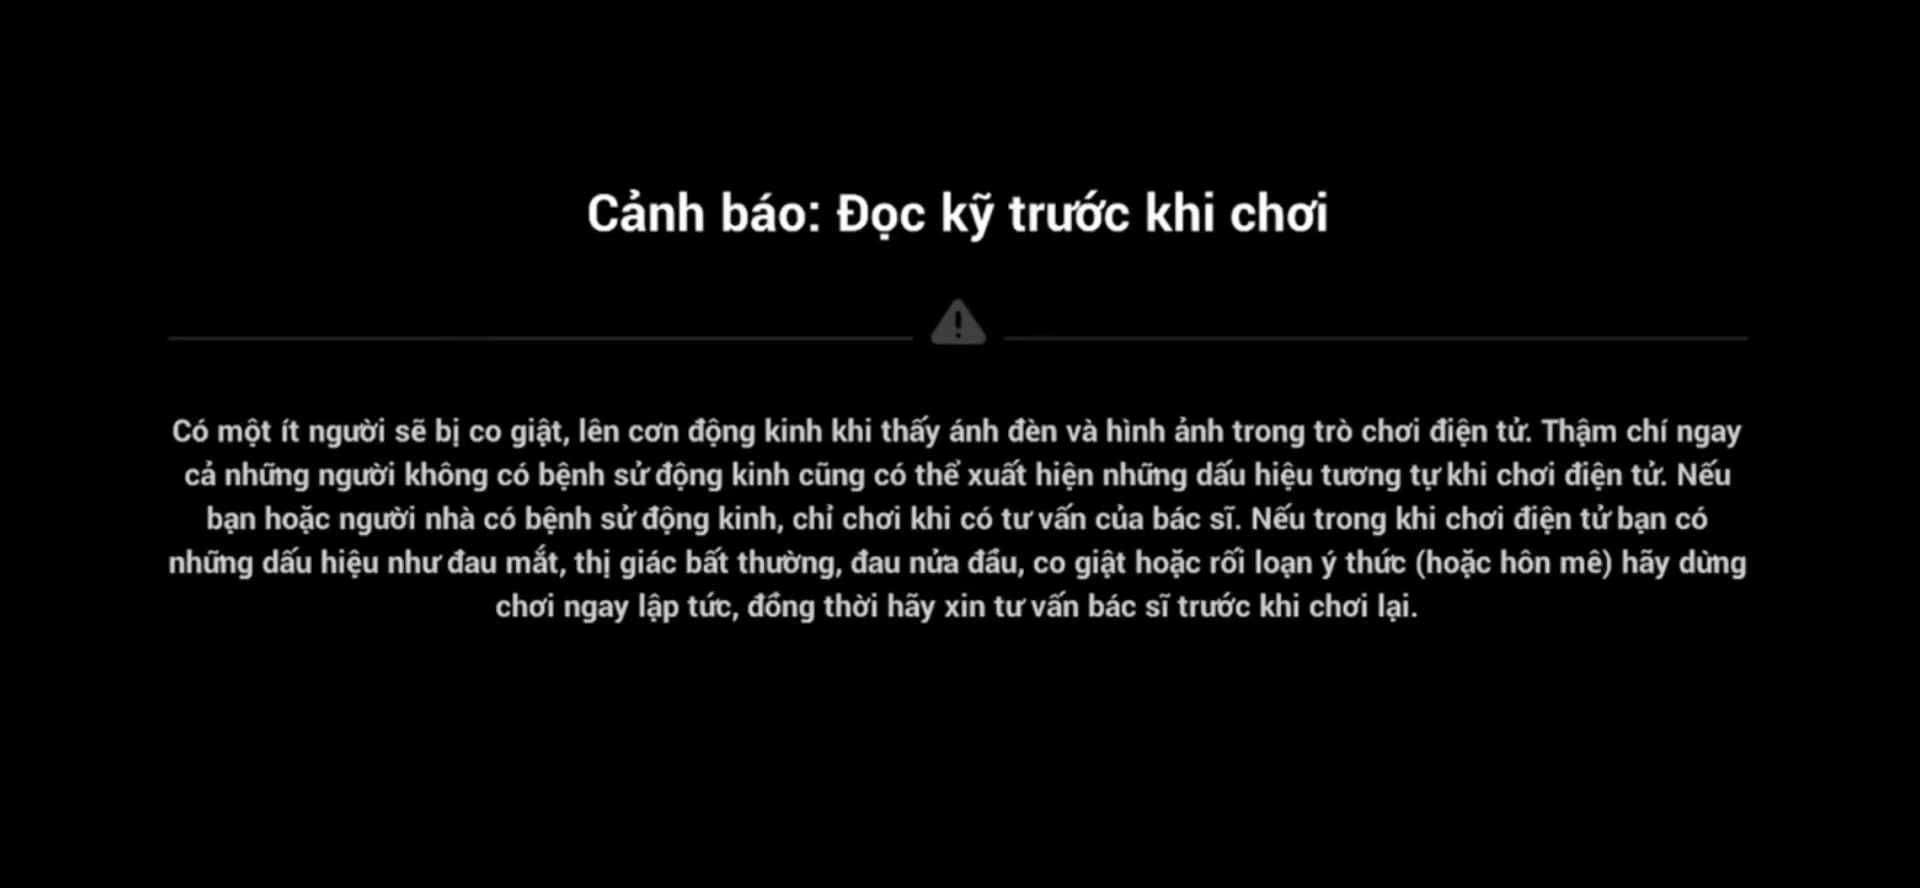 Cảnh báo: Đọc kỹ trước khi chơi
Có một ít người sẽ bị co giật, lên cơn động kinh khi thấy ánh đèn và hình ảnh trong trò chơi điện tử. Thậm chí ngay
cả những người không có bệnh sử động kinh cũng có thể xuất hiện những dấu hiệu tương tự khi chơi điện tử. Nếu
bạn hoặc người nhà có bệnh sử động kinh, chỉ chơi khi có tư vấn của bác sĩ. Nếu trong khi chơi điện tử bạn có
những dấu hiệu như đau mắt, thị giác bất thường, đau nửa đầu, co giật hoặc rối loạn ý thức (hoặc hôn mê) hãy dừng
chơi ngay lập tức, đồng thời hãy xin tư vấn bác sĩ trước khi chơi lại.